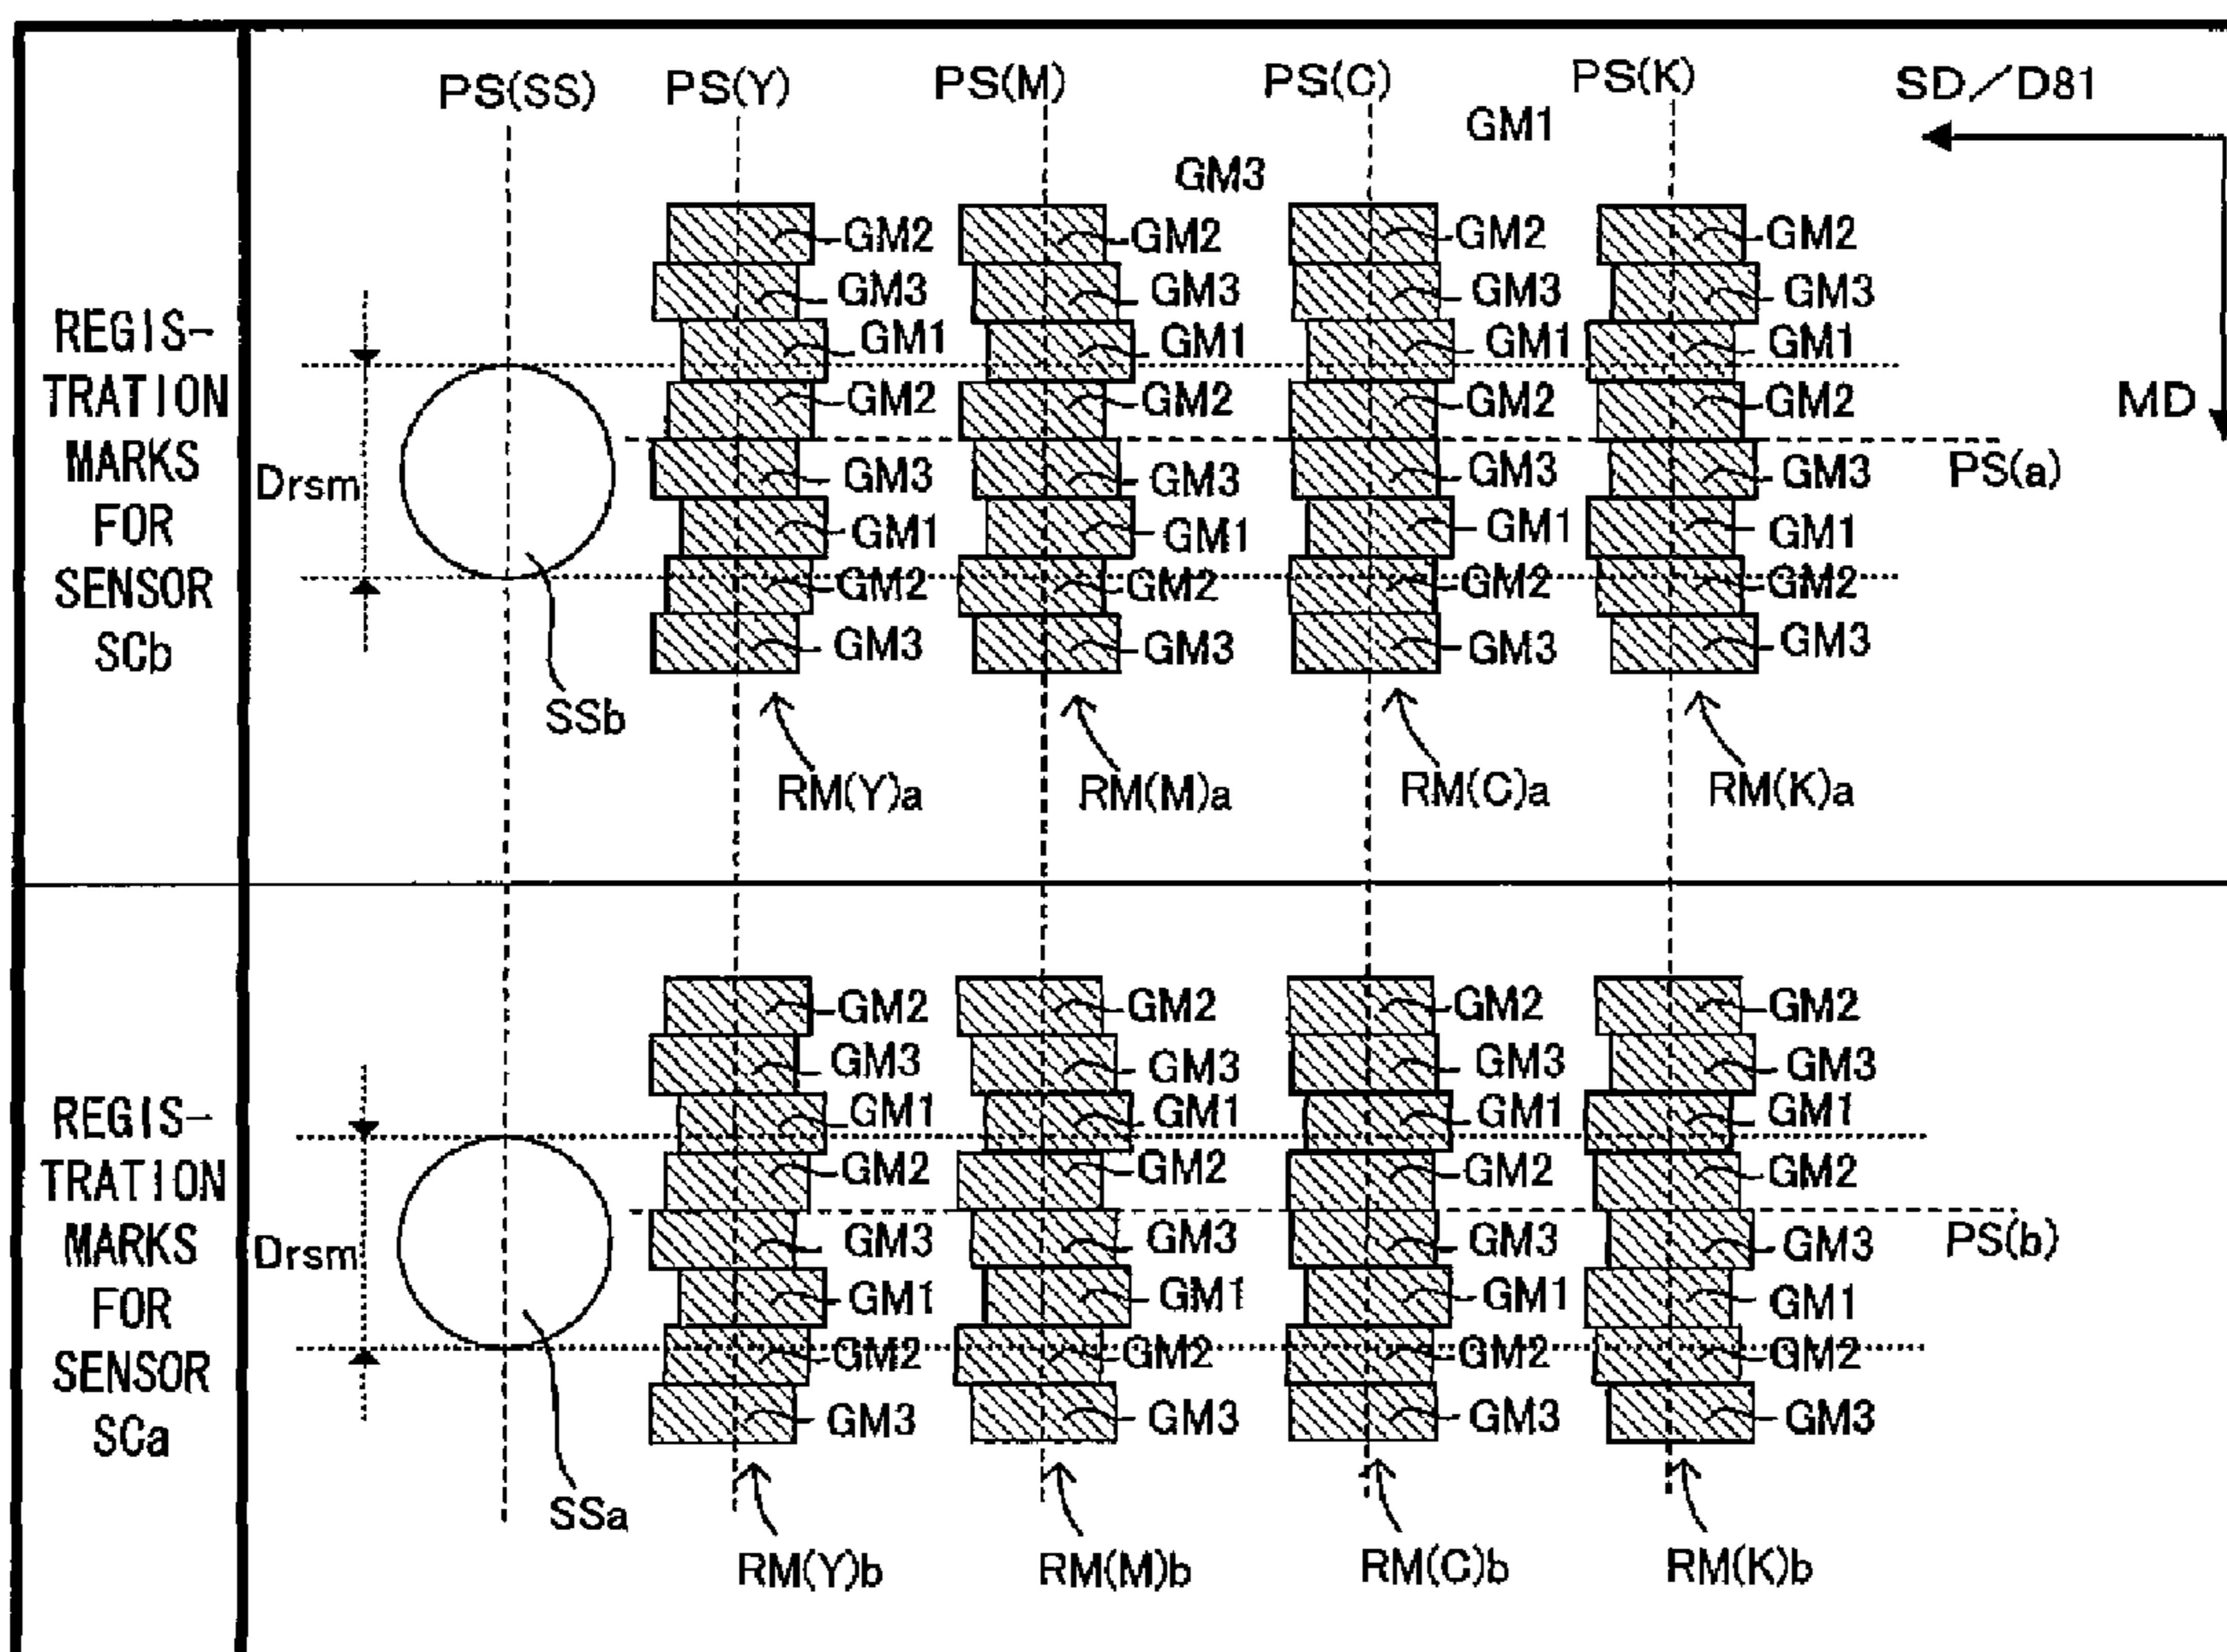 PS(SS) PS(Y) PS(M) PS(C) PS(K) SD/D81
GM1
GM3
GM2 GM2 GM2 GM2
GM3 GM3 GM3 GM3
GM1 GM1 GM1 GM1
GM2 GM2 GM2 GM2
MD
GM3 GM3 GM3 GM3
PS(a)
GM1 GM1 GM1 GM1
GM2 GM2 GM2 GM2
GM3 GM3 GM3 GM3
REGIS-
TRATION
MARKS
FOR
SENSOR
SCb
Drsm
SSb
RM(Y)a RM(M)a RM(C)a RM(K)a
GM2 GM2 GM2 GM2
GM3 GM3 GM3 GM3
GM1 GM1 GM1 GM1
GM2 GM2 GM2 GM2
GM3 GM3 GM3 GM3
PS(b)
GM1 GM1 GM1 GM1
GM2 GM2 GM2 GM2
GM3 GM3 GM3 GM3
REGIS-
TRATION
MARKS
FOR
SENSOR
SCa
Drsm
SSa
RM(Y)b RM(M)b RM(C)b RM(K)b